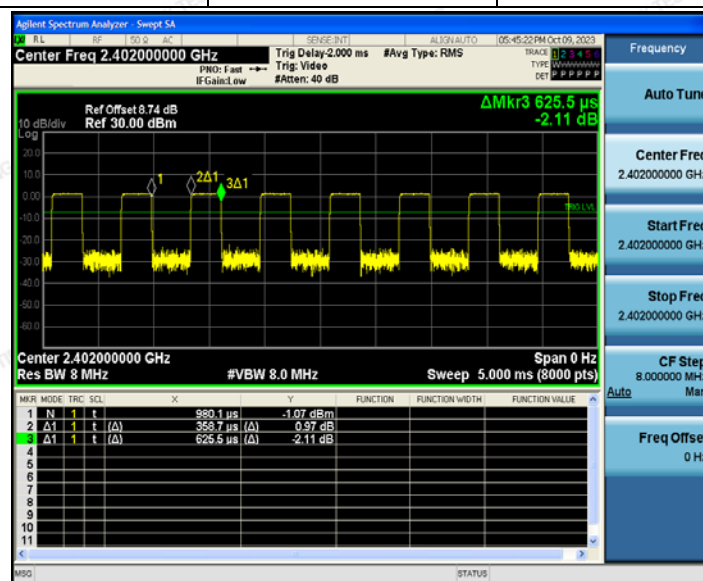 Agilent Spectrum Analyzer - Swept SA
RL RF 50 Ω AC SENSE:INT ALIGNAUTO 05:45:22 PM Oct 09, 2023
Center Freq 2.402000000 GHz
PNO: Fast
IFGain:Low
Trig Delay-2.000 ms
Trig: Video
#Atten: 40 dB
#Avg Type: RMS
TRACE 1 2 3 4 5 6
TYPE WWWWWW
DET P P P P P P
Ref Offset 8.74 dB
10 dB/div Ref 30.00 dBm
Log
ΔMkr3 625.5 µs
-2.11 dB
20.0
10.0
0.00
-10.0
-20.0
-30.0
-40.0
-50.0
-60.0
1
2Δ1
3Δ1
TRIG LVL
Center 2.402000000 GHz Span 0 Hz
Res BW 8 MHz #VBW 8.0 MHz Sweep 5.000 ms (8000 pts)
MKR MODE TRC SCL X Y FUNCTION FUNCTION WIDTH FUNCTION VALUE
1 N 1 t 980.1 µs -1.07 dBm
2 Δ1 1 t (Δ) 358.7 µs (Δ) 0.97 dB
3 Δ1 1 t (Δ) 625.5 µs (Δ) -2.11 dB
4
5
6
7
8
9
10
11
MSG STATUS
Frequency
Auto Tune
Center Freq
2.402000000 GHz
Start Freq
2.402000000 GHz
Stop Freq
2.402000000 GHz
CF Step
8.000000 MHz
Auto Man
Freq Offset
0 Hz